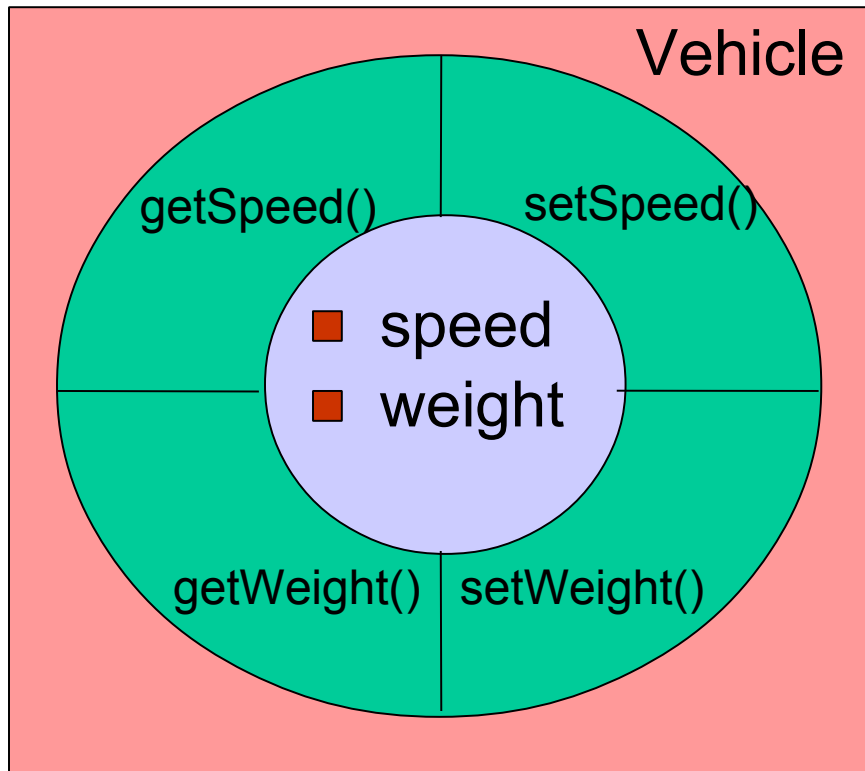 Vehicle
getSpeed()
setSpeed()
speed
weight
getWeight()
setWeight()